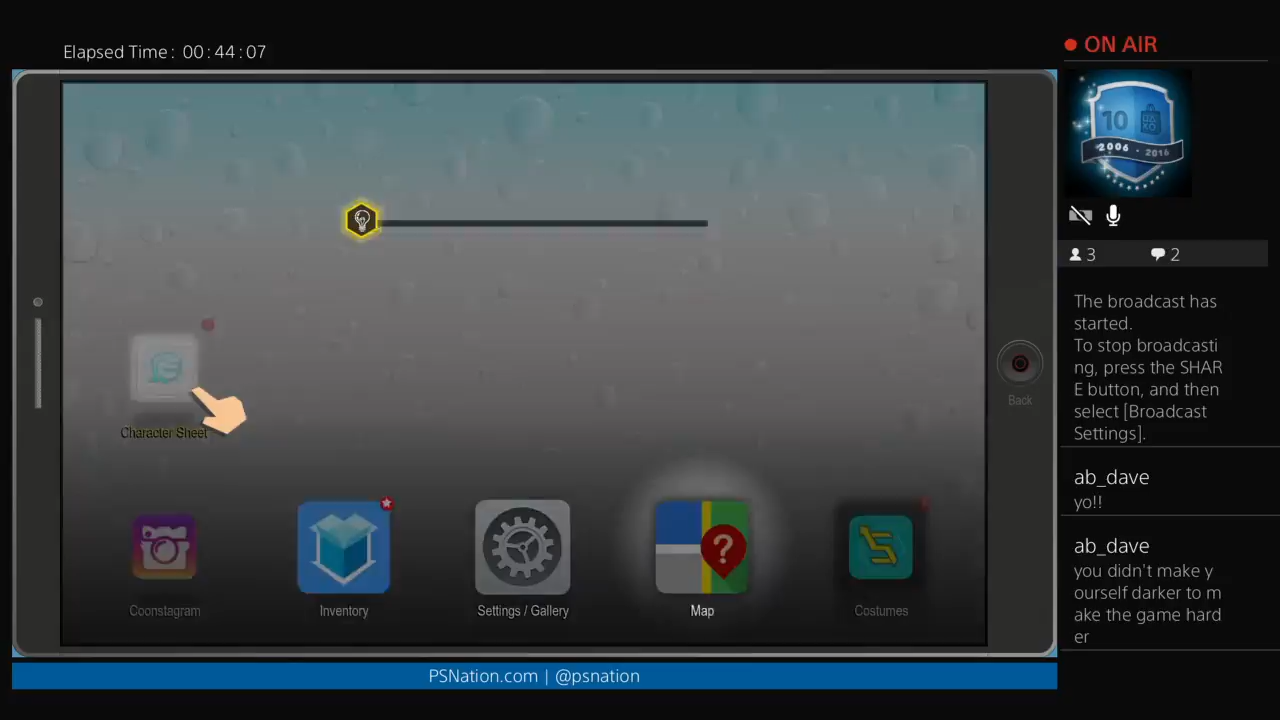 Elapsed Time: 00:44:07
ON AIR
10
2006 - 2016
3
2
The broadcast has
started.
To stop broadcasti
ng, press the SHAR
E button, and then
select [Broadcast
Settings].
ab_dave
yo!!
ab_dave
you didn't make y
ourself darker to m
ake the game hard
er
Back
Character Sheet
Coonstagram
Inventory
Settings / Gallery
?
Map
Costumes
PSNation.com | @psnation